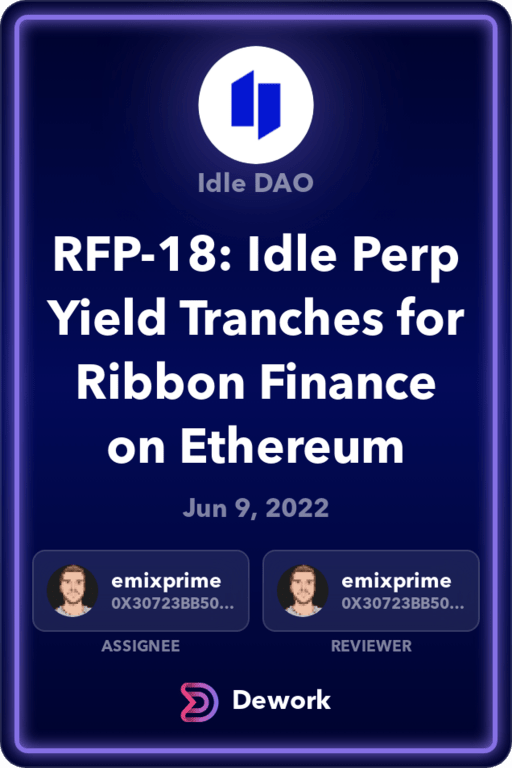 Idle DAO
RFP-18: Idle Perp
Yield Tranches for
Ribbon Finance
on Ethereum
Jun 9, 2022
emixprime
0X30723BB50...
ASSIGNEE
emixprime
0X30723BB50...
REVIEWER
Dework